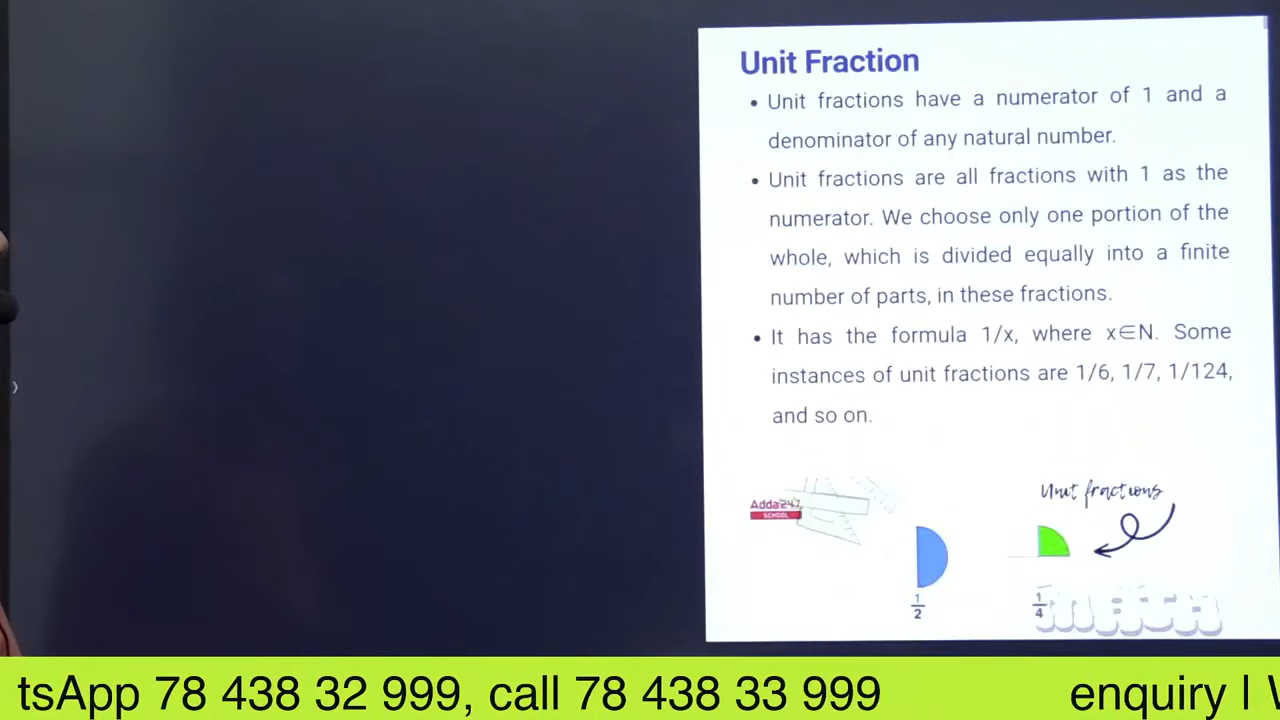 Unit Fraction
• Unit fractions have a numerator of 1 and a
denominator of any natural number.
• Unit fractions are all fractions with 1 as the
numerator. We choose only one portion of the
whole, which is divided equally into a finite
number of parts, in these fractions.
• It has the formula 1/x, where x∈N. Some
instances of unit fractions are 1/6, 1/7, 1/124,
and so on.
Unit fractions
Adda247
SCHOOL
1/2
1/4
MATH
tsApp 78 438 32 999, call 78 438 33 999 enquiry I